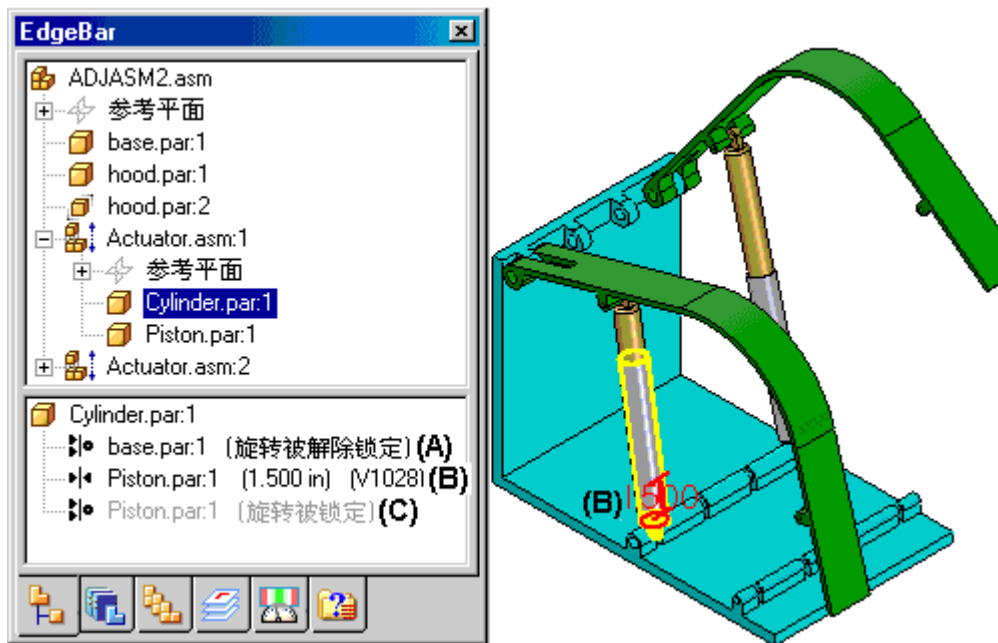 EdgeBar
ADJASM2.asm
参考平面
base.par:1
hood.par:1
hood.par:2
Actuator.asm:1
参考平面
Cylinder.par:1
Piston.par:1
Actuator.asm:2
Cylinder.par:1
base.par:1 (旋转被解除锁定) (A)
Piston.par:1 (1.500 in) (V1028) (B)
Piston.par:1 (旋转被锁定) (C)
(B) 1500